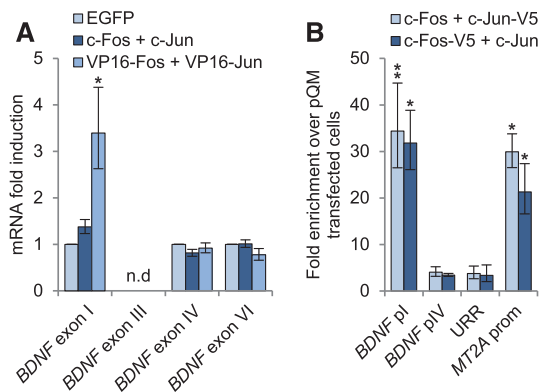 A
EGFP
c-Fos + c-Jun
VP16-Fos + VP16-Jun
mRNA fold induction
5
4
3
2
1
0
*
n.d
BDNF exon I
BDNF exon III
BDNF exon IV
BDNF exon VI
B
c-Fos + c-Jun-V5
c-Fos-V5 + c-Jun
Fold enrichment over pQM
transfected cells
50
40
30
20
10
0
**
*
*
*
BDNF pI
BDNF pIV
URR
MT2A prom